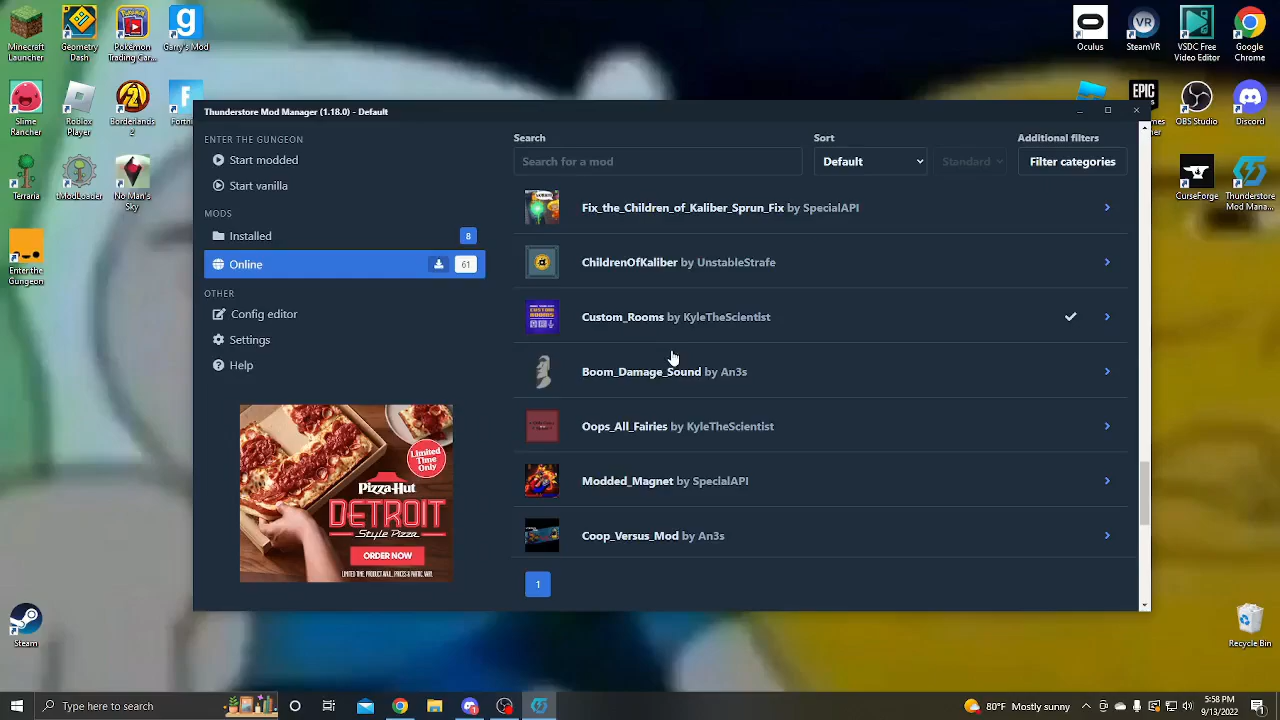 Minecraft
Launcher
Geometry
Dash
Pokémon
Trading Gar...
Garry's Mod
Oculus
SteamVR
VSDC Free
Video Editor
Google
Chrome
Slime
Rancher
Roblox
Player
Borderlands
2
Fortni
EPIC
OBS Studio
Discord
Terraria
tModLoader
No Man's
Sky
CurseForge
Thunderstore
Mod Mana...
Enter the
Gungeon
Steam
Recycle Bin
Thunderstore Mod Manager (1.18.0) - Default
ENTER THE GUNGEON
Start modded
Start vanilla
MODS
Installed 8
Online 61
OTHER
Config editor
Settings
Help
Limited
Time
Only
Pizza Hut
DETROIT
Style Pizza
ORDER NOW
Search
Search for a mod
Sort
Default
Standard
Additional filters
Filter categories
Fix_the_Children_of_Kaliber_Sprun_Fix by SpecialAPI
ChildrenOfKaliber by UnstableStrafe
Custom_Rooms by KyleTheScientist
Boom_Damage_Sound by An3s
Oops_All_Fairies by KyleTheScientist
Modded_Magnet by SpecialAPI
Coop_Versus_Mod by An3s
1
Type here to search
80°F Mostly sunny
5:58 PM
9/13/2022